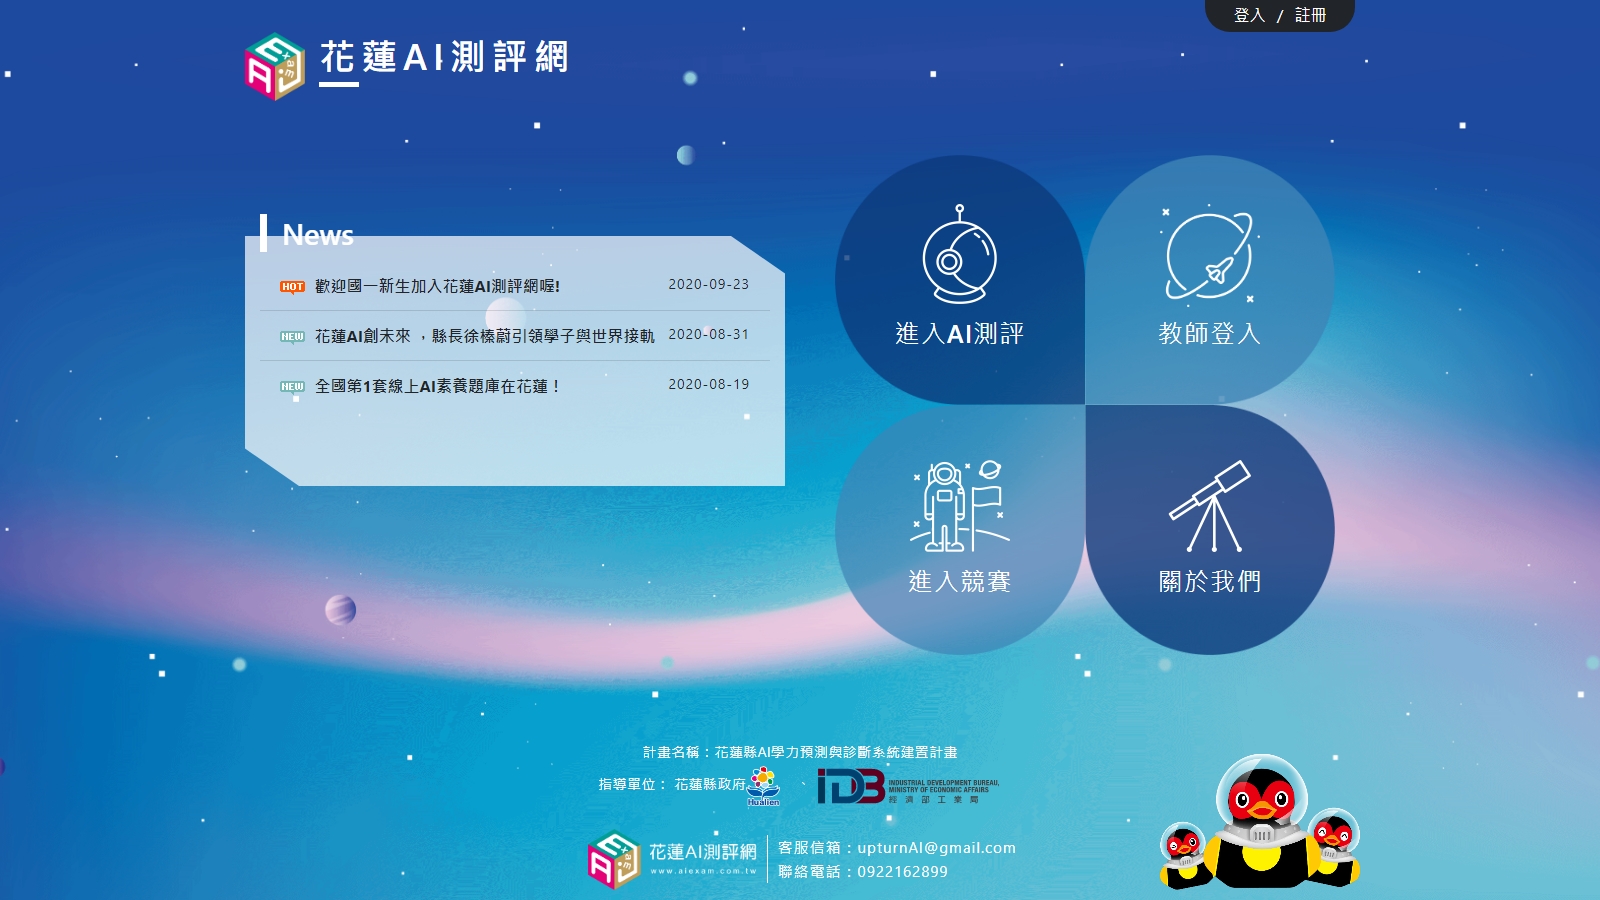 登入 / 註冊
花蓮AI測評網
News
HOT 歡迎國一新生加入花蓮AI測評網喔! 2020-09-23
NEW 花蓮AI創未來 ，縣長徐榛蔚引領學子與世界接軌 2020-08-31
NEW 全國第1套線上AI素養題庫在花蓮！ 2020-08-19
進入AI測評
教師登入
進入競賽
關於我們
計畫名稱：花蓮縣AI學力預測與診斷系統建置計畫
指導單位： 花蓮縣政府 Hualien 、 IDB INDUSTRIAL DEVELOPMENT BUREAU,
MINISTRY OF ECONOMIC AFFAIRS
經濟部工業局
花蓮AI測評網
www.aiexam.com.tw
客服信箱：upturnAI@gmail.com
聯絡電話：0922162899